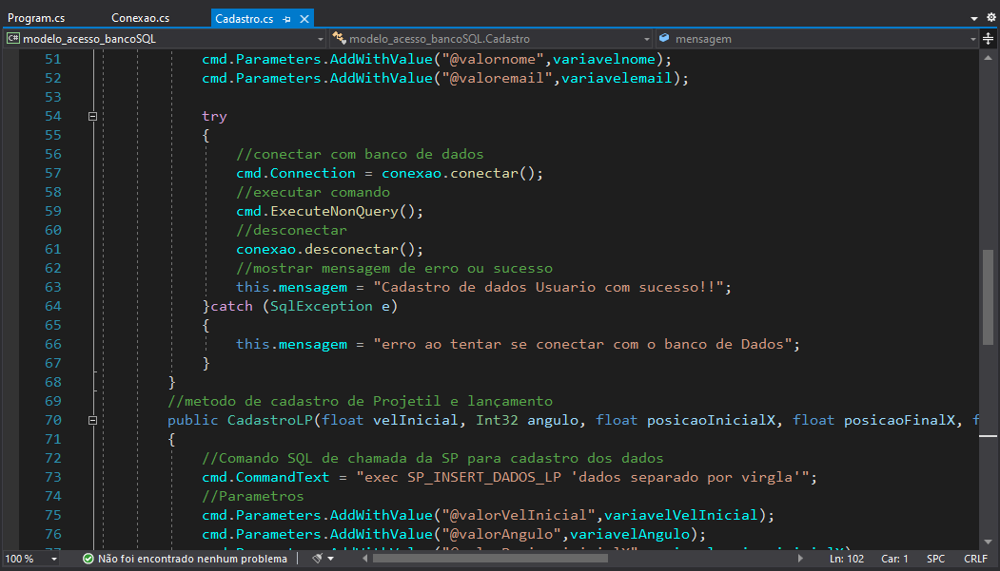 Program.cs Conexao.cs Cadastro.cs
C# modelo_acesso_bancoSQL modelo_acesso_bancoSQL.Cadastro mensagem
51 cmd.Parameters.AddWithValue("@valornome",variavelnome);
52 cmd.Parameters.AddWithValue("@valoremail",variavelemail);
53
54 try
55 {
56 //conectar com banco de dados
57 cmd.Connection = conexao.conectar();
58 //executar comando
59 cmd.ExecuteNonQuery();
60 //desconectar
61 conexao.desconectar();
62 //mostrar mensagem de erro ou sucesso
63 this.mensagem = "Cadastro de dados Usuario com sucesso!!";
64 }catch (SqlException e)
65 {
66 this.mensagem = "erro ao tentar se conectar com o banco de Dados";
67 }
68 }
69 //metodo de cadastro de Projetil e lançamento
70 public CadastroLP(float velInicial, Int32 angulo, float posicaoInicialX, float posicaoFinalX, f
71 {
72 //Comando SQL de chamada da SP para cadastro dos dados
73 cmd.CommandText = "exec SP_INSERT_DADOS_LP 'dados separado por virgla'";
74 //Parametros
75 cmd.Parameters.AddWithValue("@valorVelInicial",variavelVelInicial);
76 cmd.Parameters.AddWithValue("@valorAngulo",variavelAngulo);
100 % Não foi encontrado nenhum problema Ln: 102 Car: 1 SPC CRLF